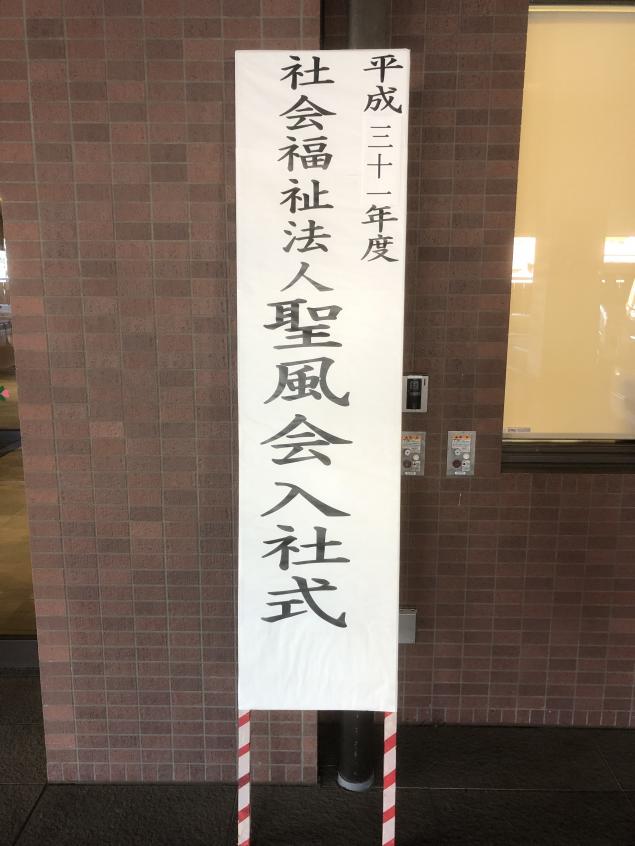 平成三十一年度
社会福祉法人聖風会入社式